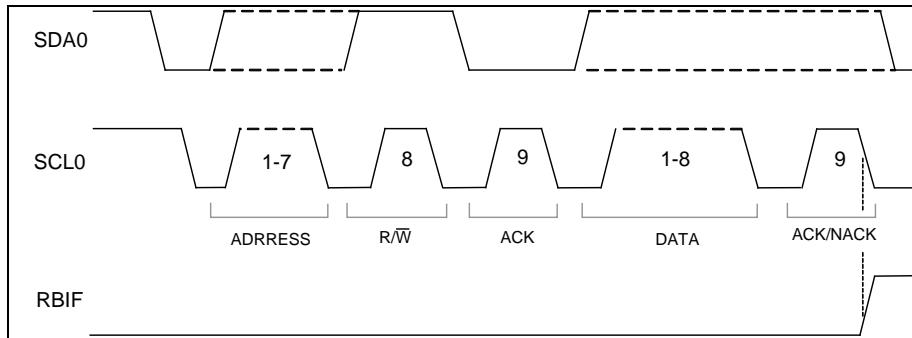 SDA0
SCL0
1-7
8
9
1-8
9
ADRRESS
R/W̅
ACK
DATA
ACK/NACK
RBIF